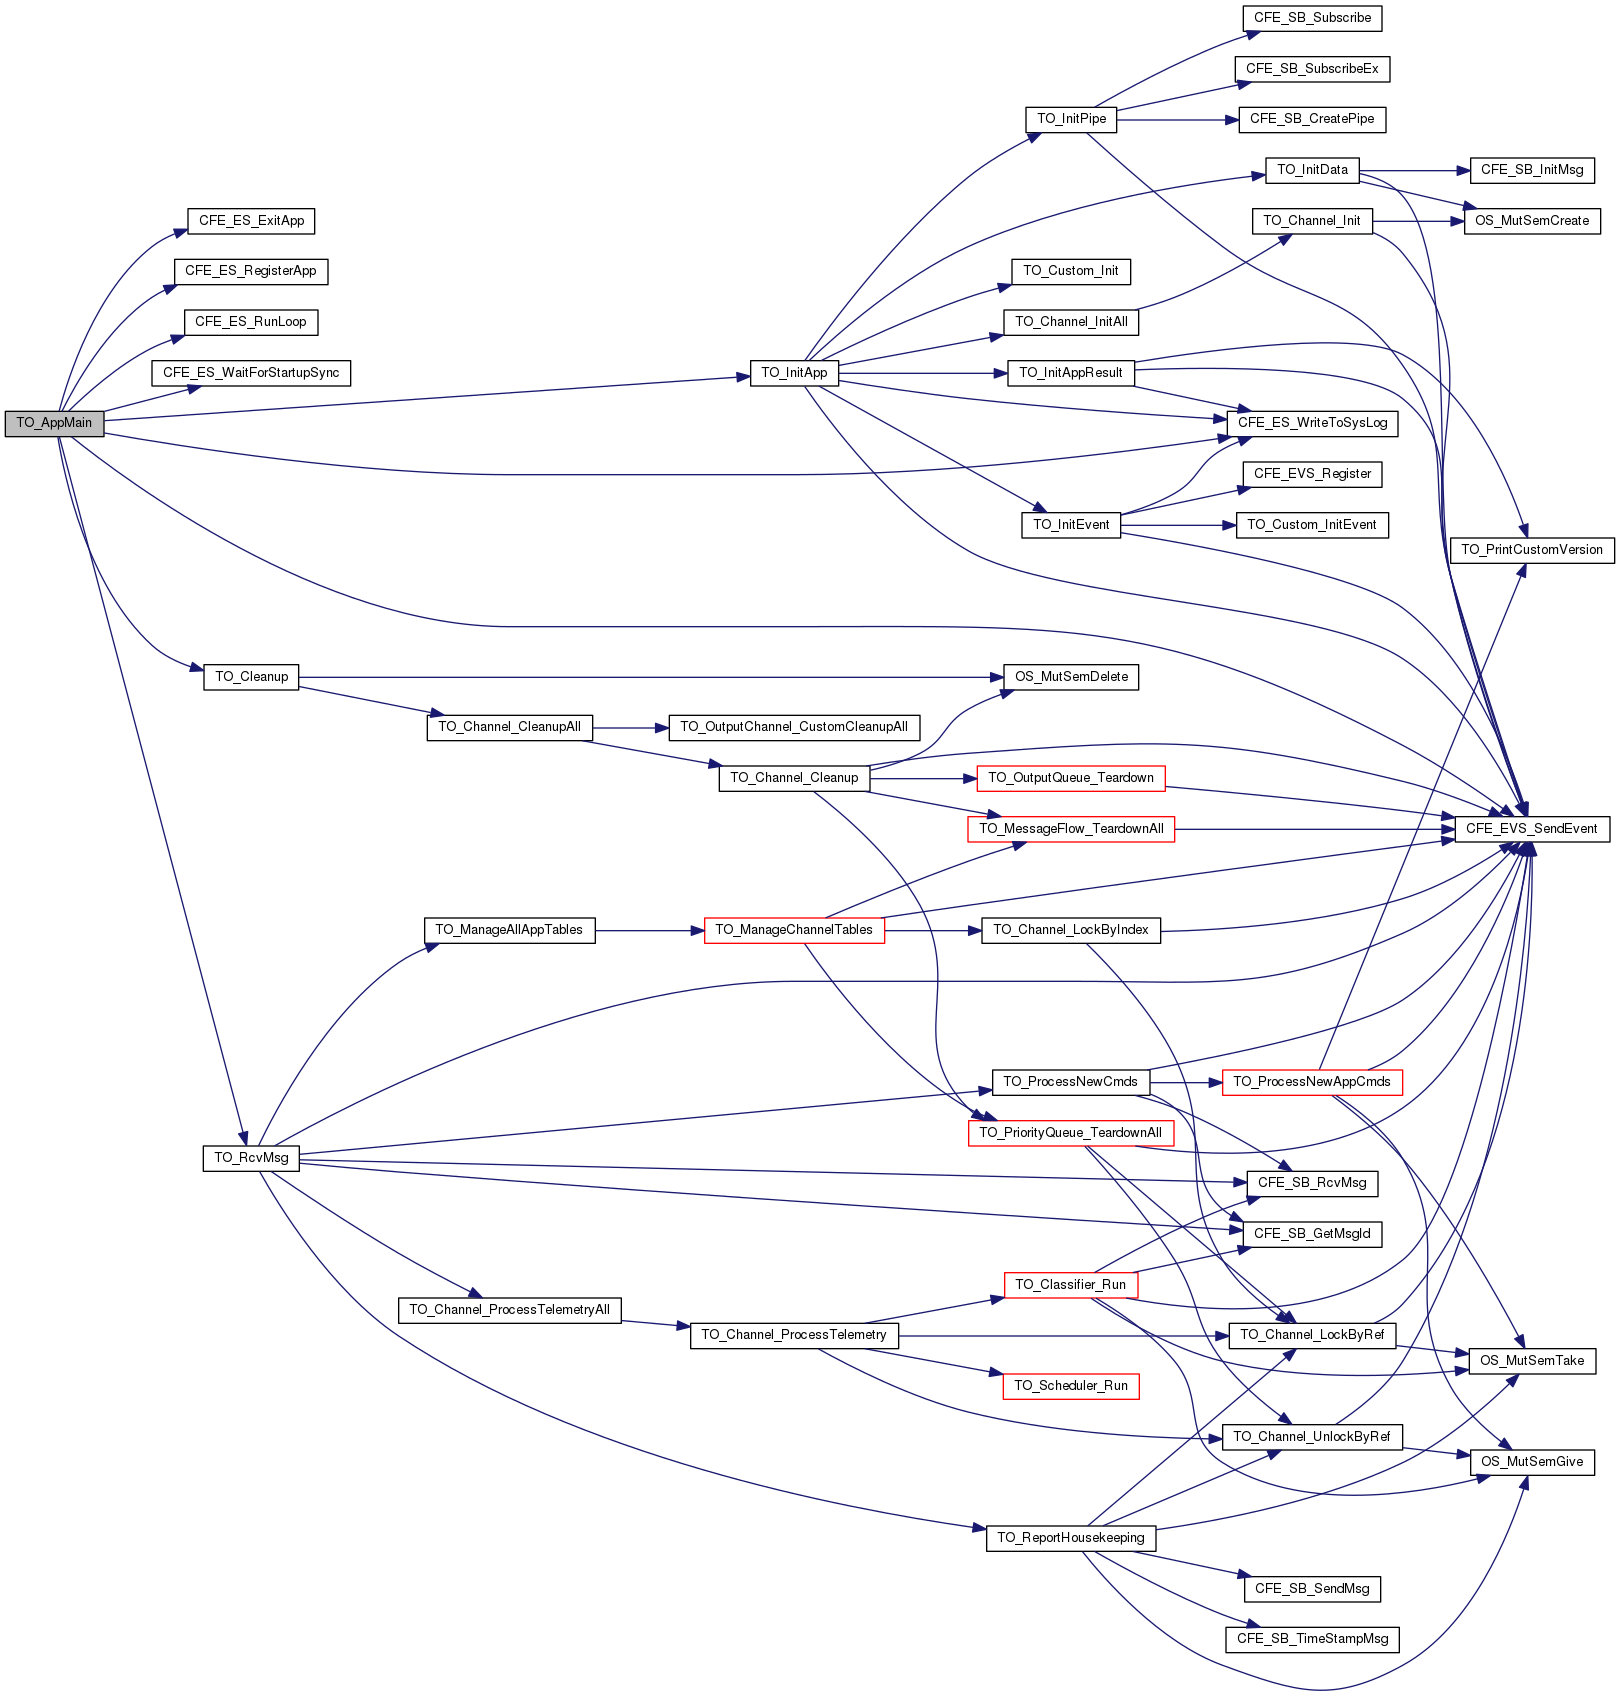 CFE_SB_Subscribe
CFE_SB_SubscribeEx
TO_InitPipe
CFE_SB_CreatePipe
TO_InitData
CFE_SB_InitMsg
CFE_ES_ExitApp
TO_Channel_Init
OS_MutSemCreate
CFE_ES_RegisterApp
TO_Custom_Init
CFE_ES_RunLoop
TO_Channel_InitAll
CFE_ES_WaitForStartupSync
TO_InitApp
TO_InitAppResult
TO_AppMain
CFE_ES_WriteToSysLog
CFE_EVS_Register
TO_InitEvent
TO_Custom_InitEvent
TO_PrintCustomVersion
TO_Cleanup
OS_MutSemDelete
TO_Channel_CleanupAll
TO_OutputChannel_CustomCleanupAll
TO_Channel_Cleanup
TO_OutputQueue_Teardown
TO_MessageFlow_TeardownAll
CFE_EVS_SendEvent
TO_ManageAllAppTables
TO_ManageChannelTables
TO_Channel_LockByIndex
TO_ProcessNewCmds
TO_ProcessNewAppCmds
TO_PriorityQueue_TeardownAll
TO_RcvMsg
CFE_SB_RcvMsg
CFE_SB_GetMsgId
TO_Classifier_Run
TO_Channel_ProcessTelemetryAll
TO_Channel_ProcessTelemetry
TO_Channel_LockByRef
OS_MutSemTake
TO_Scheduler_Run
TO_Channel_UnlockByRef
OS_MutSemGive
TO_ReportHousekeeping
CFE_SB_SendMsg
CFE_SB_TimeStampMsg